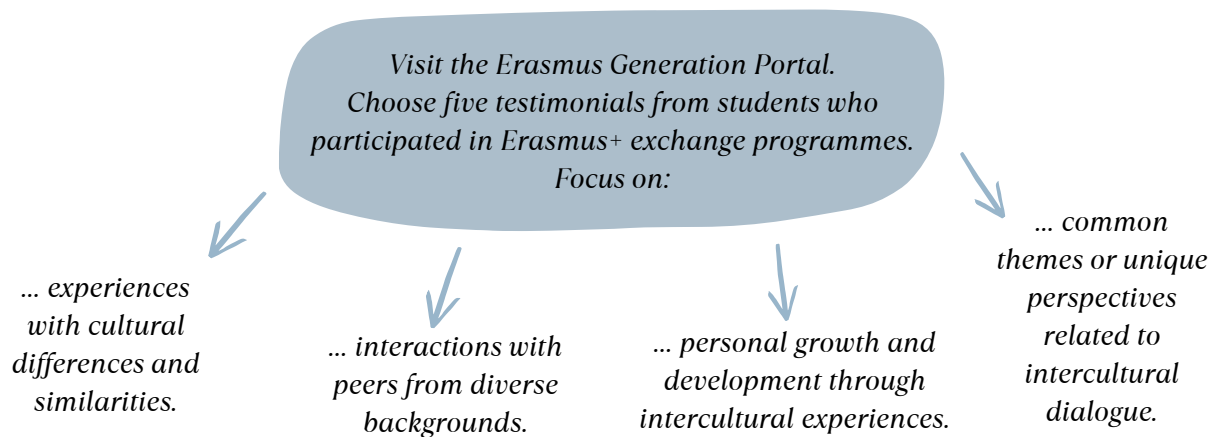 Visit the Erasmus Generation Portal.
Choose five testimonials from students who
participated in Erasmus+ exchange programmes.
Focus on:
... experiences
with cultural
differences and
similarities.
... interactions with
peers from diverse
backgrounds.
... personal growth and
development through
intercultural experiences.
... common
themes or unique
perspectives
related to
intercultural
dialogue.